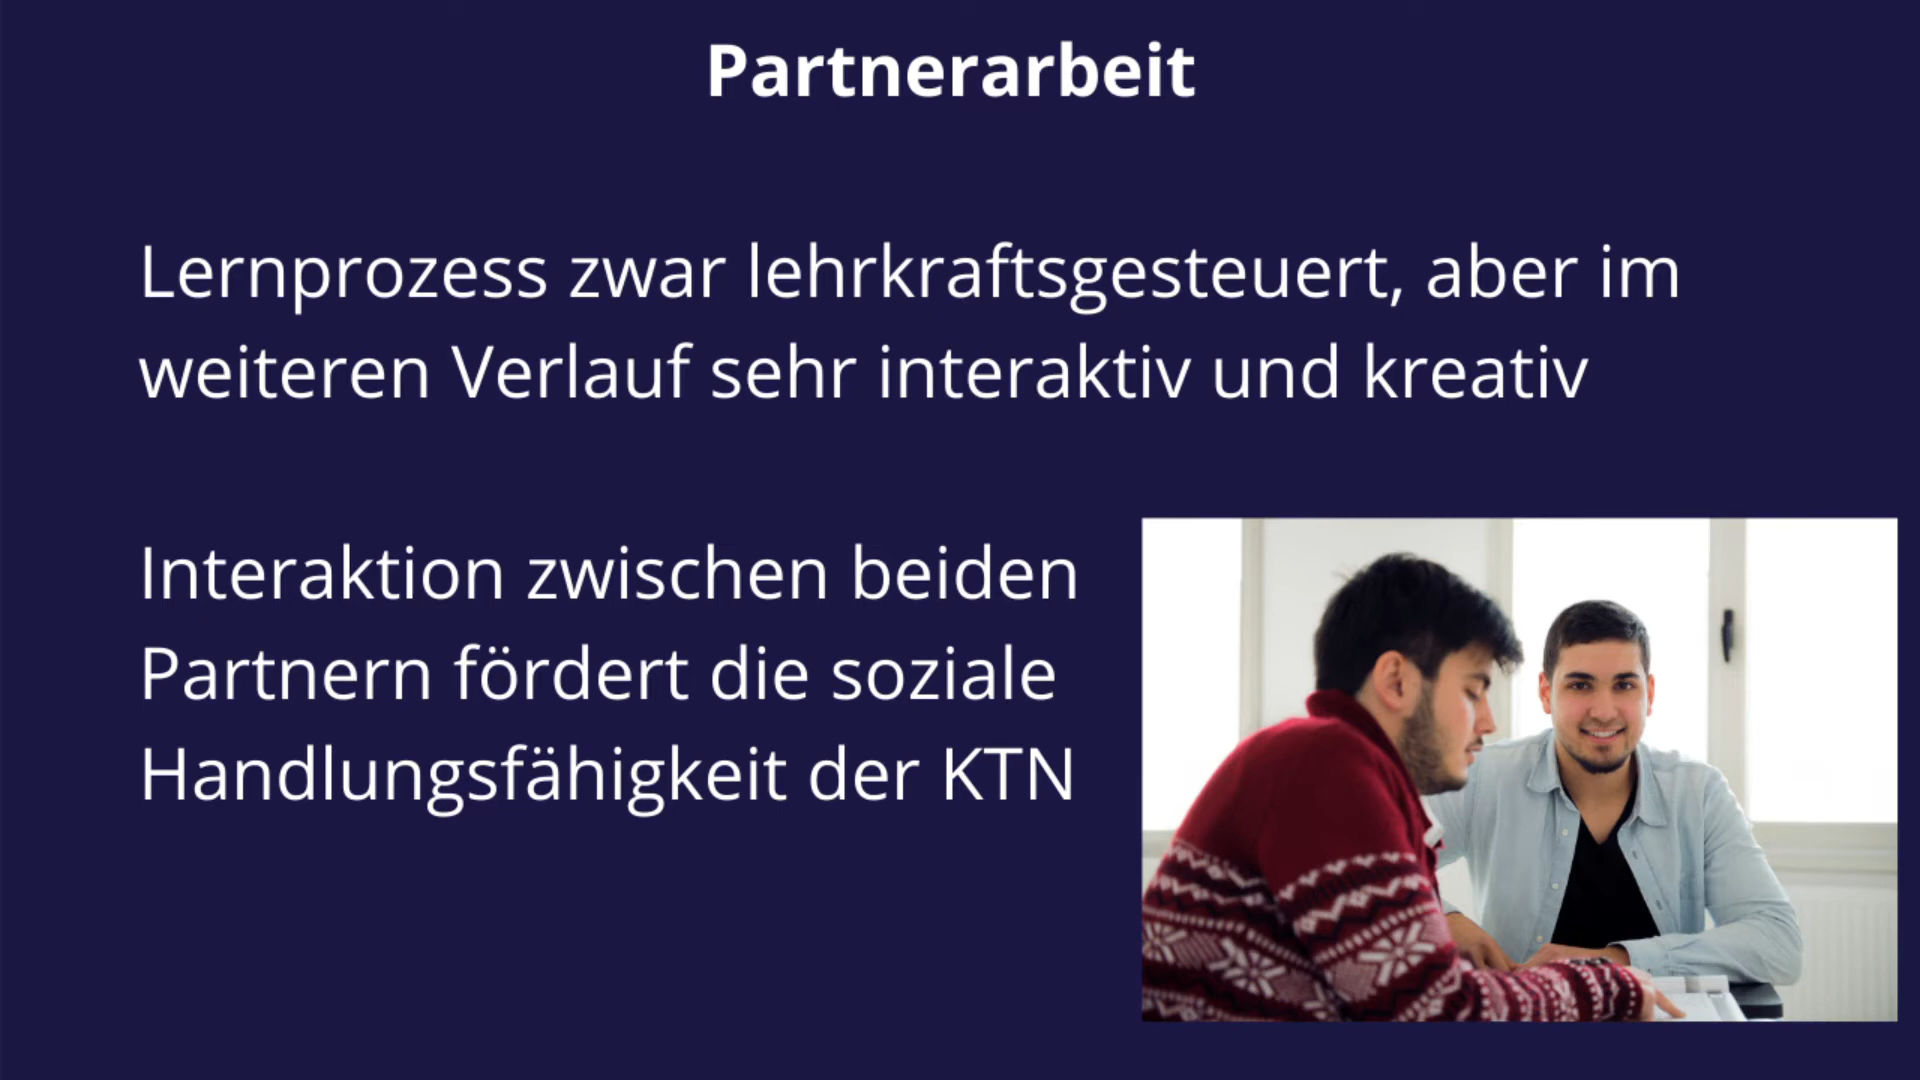 Partnerarbeit
Lernprozess zwar lehrkraftsgesteuert, aber im
weiteren Verlauf sehr interaktiv und kreativ
Interaktion zwischen beiden
Partnern fördert die soziale
Handlungsfähigkeit der KTN